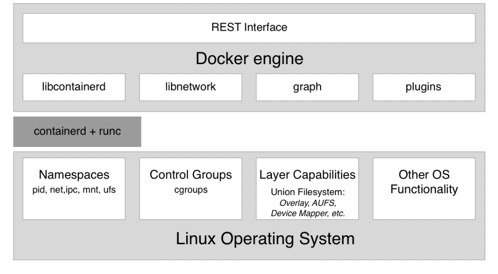 REST Interface
Docker engine
libcontainerd
libnetwork
graph
plugins
containerd + runc
Namespaces
pid, net,ipc, mnt, ufs
Control Groups
cgroups
Layer Capabilities
Union Filesystem:
Overlay, AUFS,
Device Mapper, etc.
Other OS
Functionality
Linux Operating System